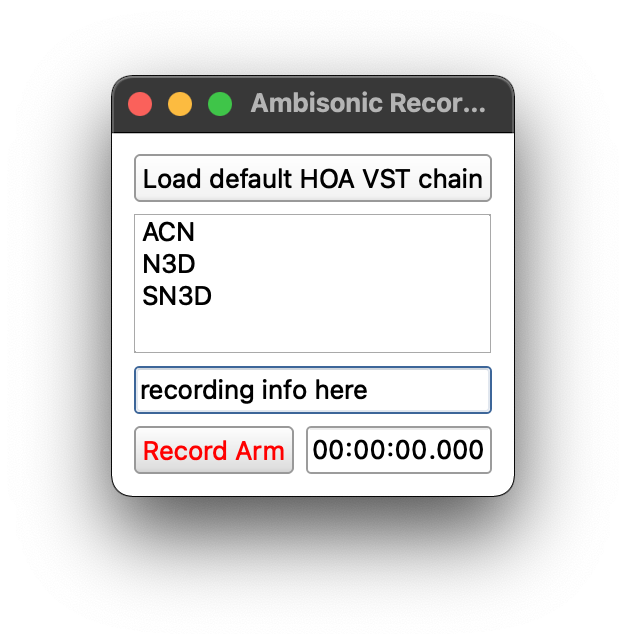 Ambisonic Recor...
Load default HOA VST chain
ACN
N3D
SN3D
recording info here
Record Arm 00:00:00.000